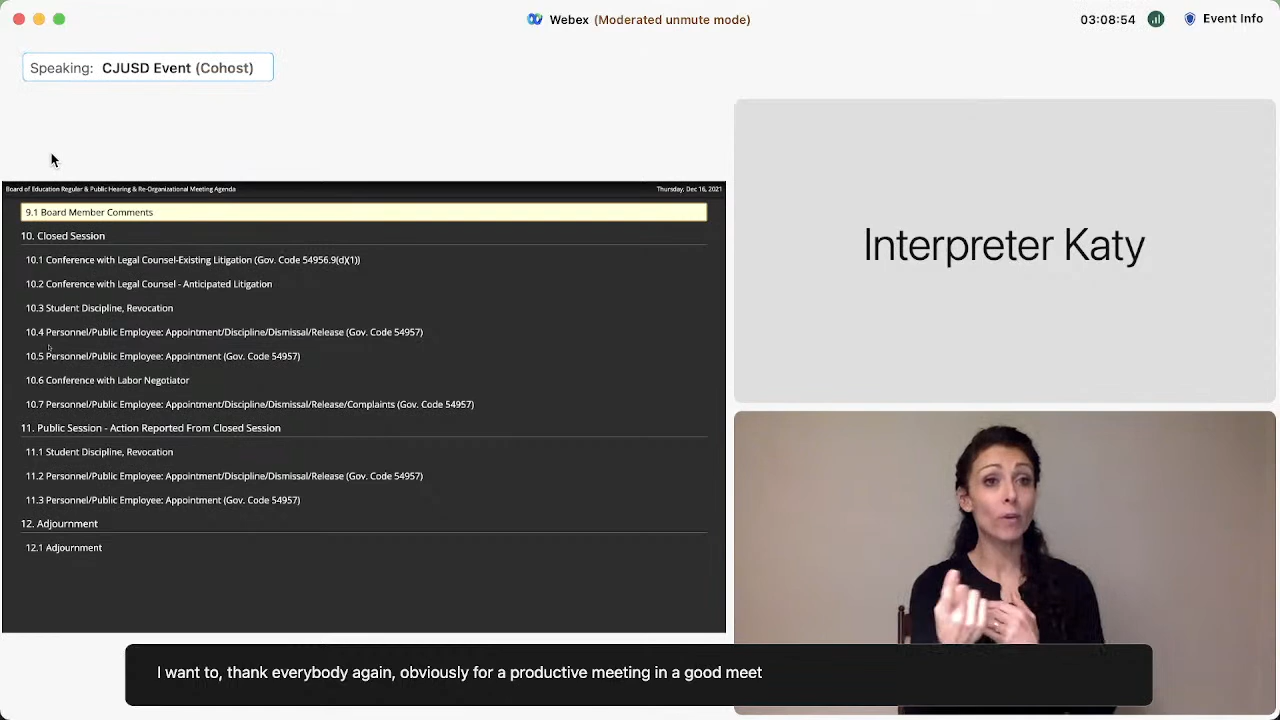 Webex (Moderated unmute mode)
03:08:54
Event Info
Speaking: CJUSD Event (Cohost)
Board of Education Regular & Public Hearing & Re-Organizational Meeting Agenda
Thursday, Dec 16, 2021
9.1 Board Member Comments
10. Closed Session
10.1 Conference with Legal Counsel-Existing Litigation (Gov. Code 54956.9(d)(1))
10.2 Conference with Legal Counsel - Anticipated Litigation
10.3 Student Discipline, Revocation
10.4 Personnel/Public Employee: Appointment/Discipline/Dismissal/Release (Gov. Code 54957)
10.5 Personnel/Public Employee: Appointment (Gov. Code 54957)
10.6 Conference with Labor Negotiator
10.7 Personnel/Public Employee: Appointment/Discipline/Dismissal/Release/Complaints (Gov. Code 54957)
11. Public Session - Action Reported From Closed Session
11.1 Student Discipline, Revocation
11.2 Personnel/Public Employee: Appointment/Discipline/Dismissal/Release (Gov. Code 54957)
11.3 Personnel/Public Employee: Appointment (Gov. Code 54957)
12. Adjournment
12.1 Adjournment
Interpreter Katy
I want to, thank everybody again, obviously for a productive meeting in a good meet